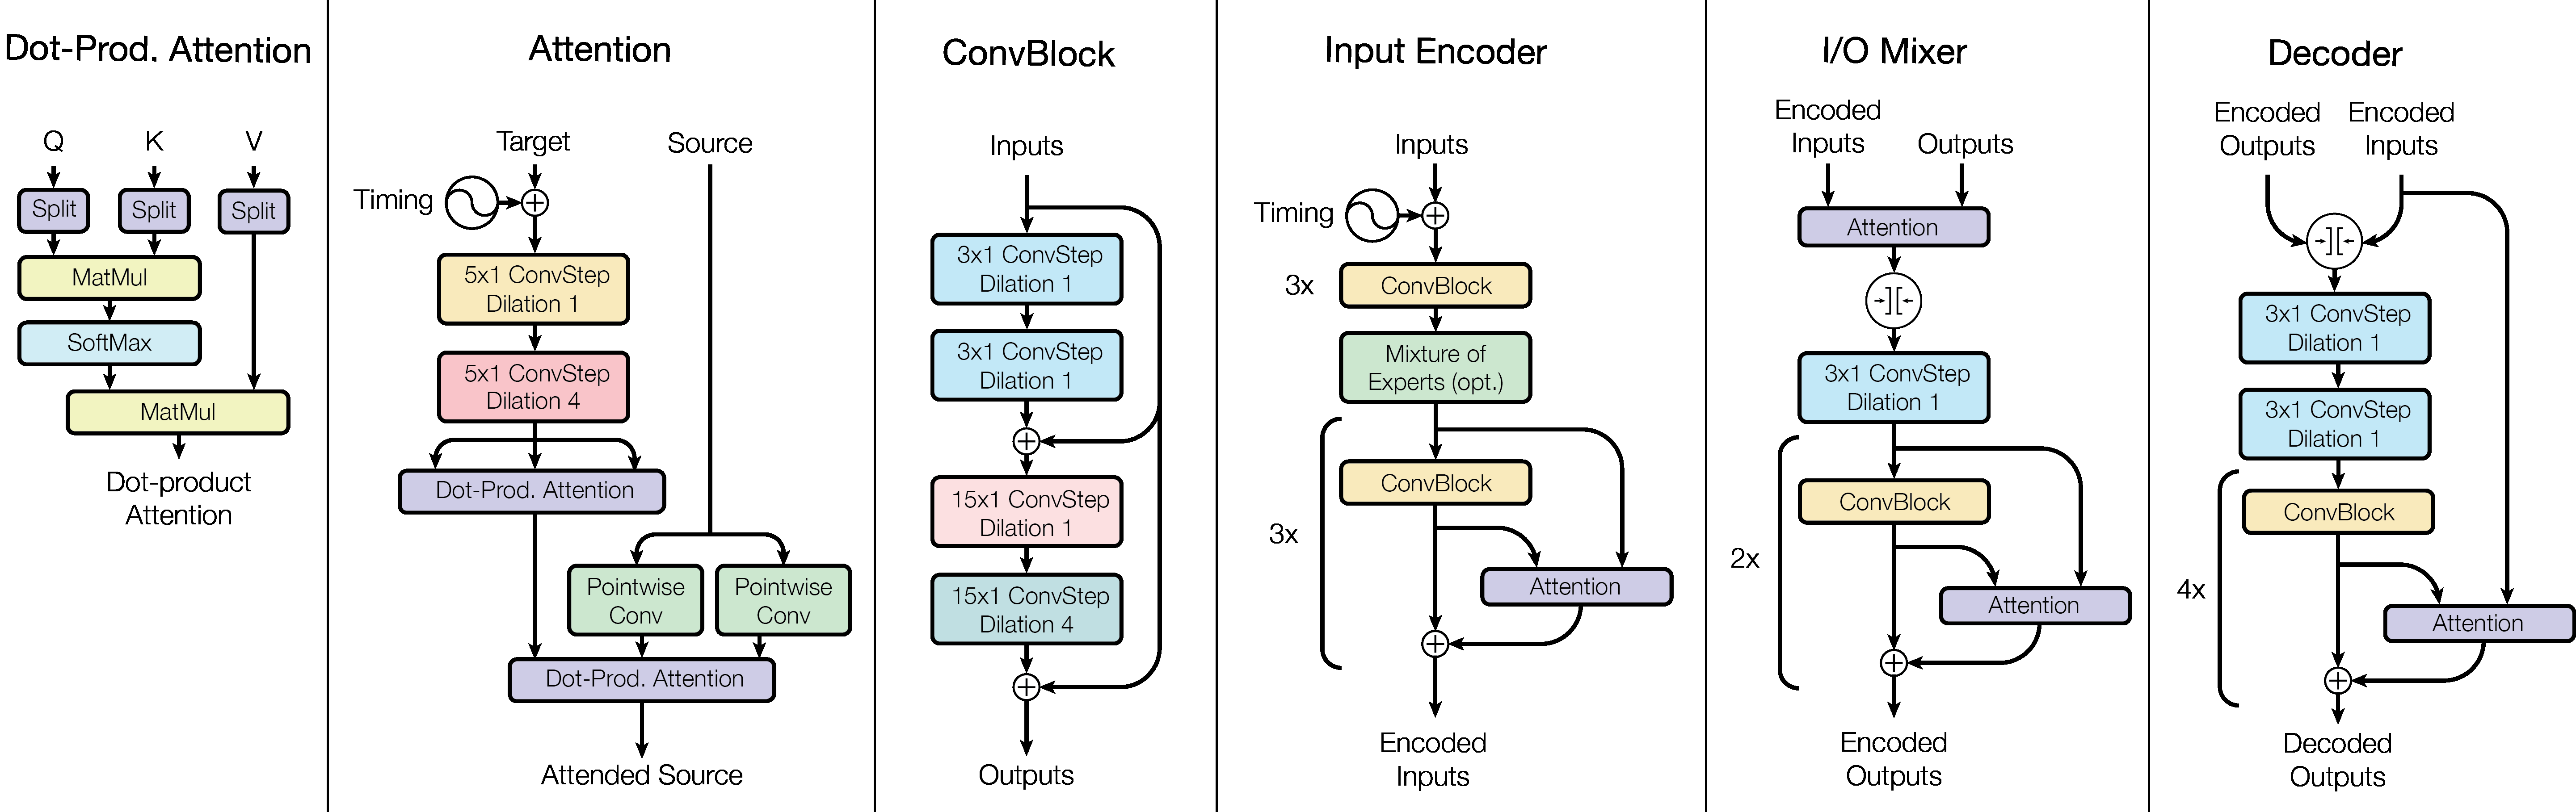 Dot-Prod. Attention
Q
K
V
Split
Split
Split
MatMul
SoftMax
MatMul
Dot-product
Attention
Attention
Target
Source
Timing
5x1 ConvStep
Dilation 1
5x1 ConvStep
Dilation 4
Dot-Prod. Attention
Pointwise
Conv
Pointwise
Conv
Dot-Prod. Attention
Attended Source
ConvBlock
Inputs
3x1 ConvStep
Dilation 1
3x1 ConvStep
Dilation 1
15x1 ConvStep
Dilation 1
15x1 ConvStep
Dilation 4
Outputs
Input Encoder
Inputs
Timing
3x
ConvBlock
Mixture of
Experts (opt.)
3x
ConvBlock
Attention
Encoded
Inputs
I/O Mixer
Encoded
Inputs
Outputs
Attention
3x1 ConvStep
Dilation 1
2x
ConvBlock
Attention
Encoded
Outputs
Decoder
Encoded
Outputs
Encoded
Inputs
3x1 ConvStep
Dilation 1
3x1 ConvStep
Dilation 1
4x
ConvBlock
Attention
Decoded
Outputs